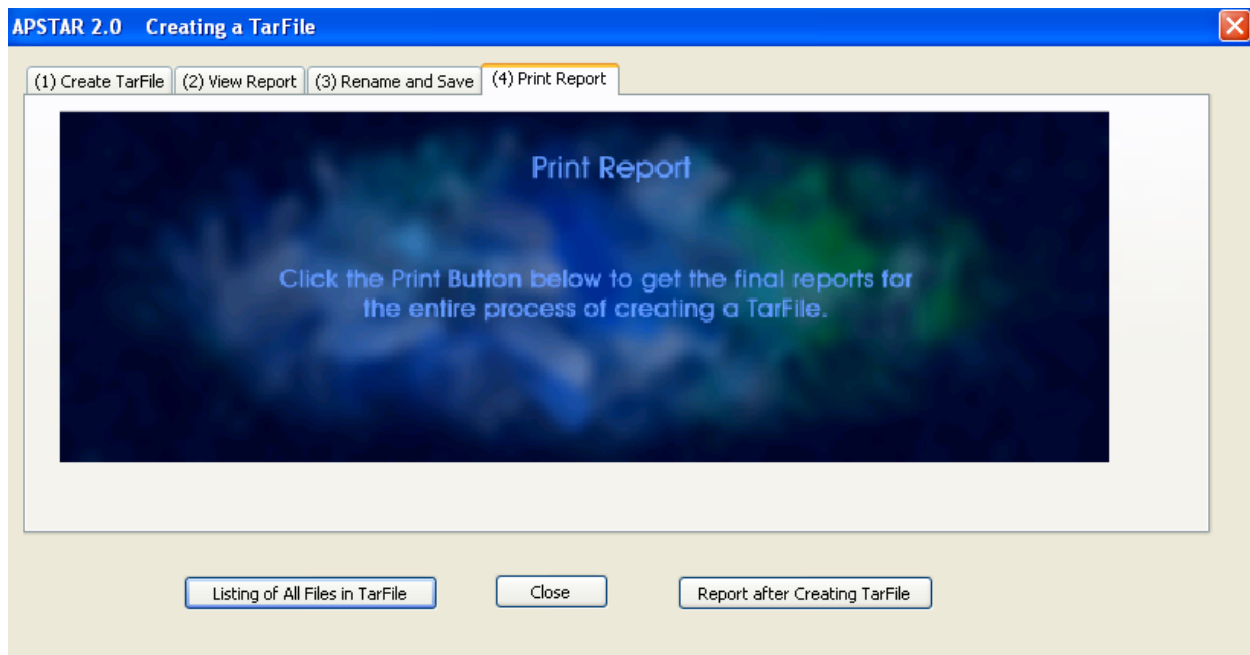 APSTAR 2.0 Creating a TarFile
(1) Create TarFile (2) View Report (3) Rename and Save (4) Print Report
Print Report
Click the Print Button below to get the final reports for
the entire process of creating a TarFile.
Listing of All Files in TarFile Close Report after Creating TarFile